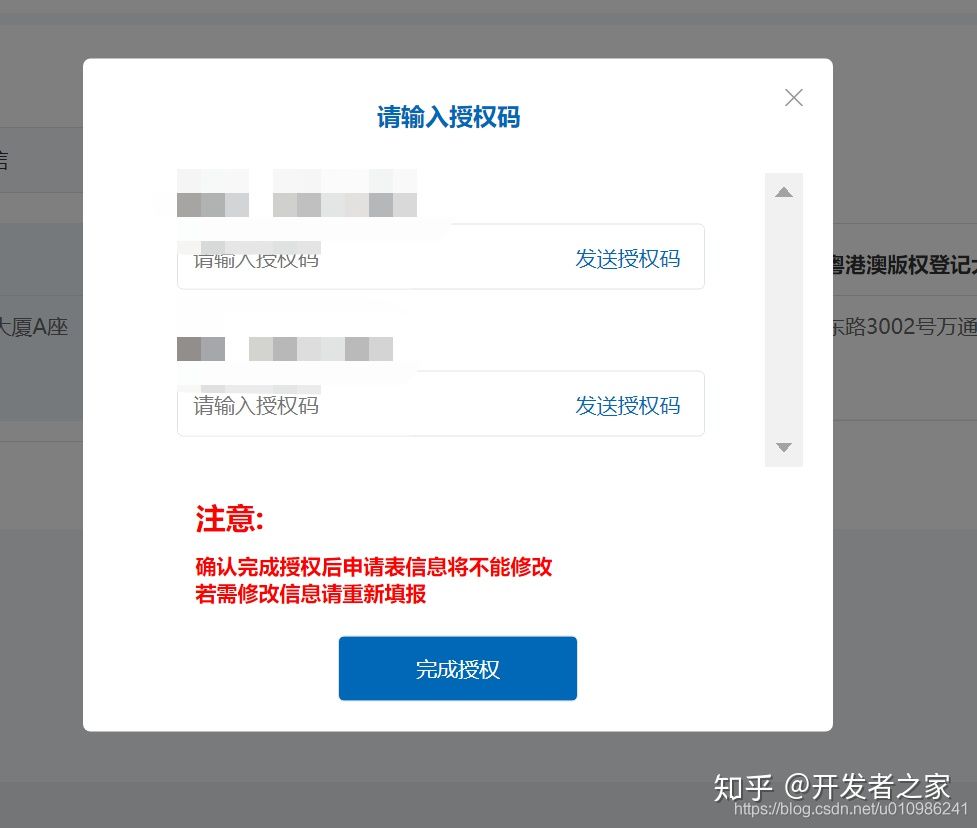 请输入授权码
信
请输入授权码 发送授权码
粤港澳版权登记大
大厦A座
东路3002号万通
请输入授权码 发送授权码
注意:
确认完成授权后申请表信息将不能修改
若需修改信息请重新填报
完成授权
知乎 @开发者之家
https://blog.csdn.net/u010986241